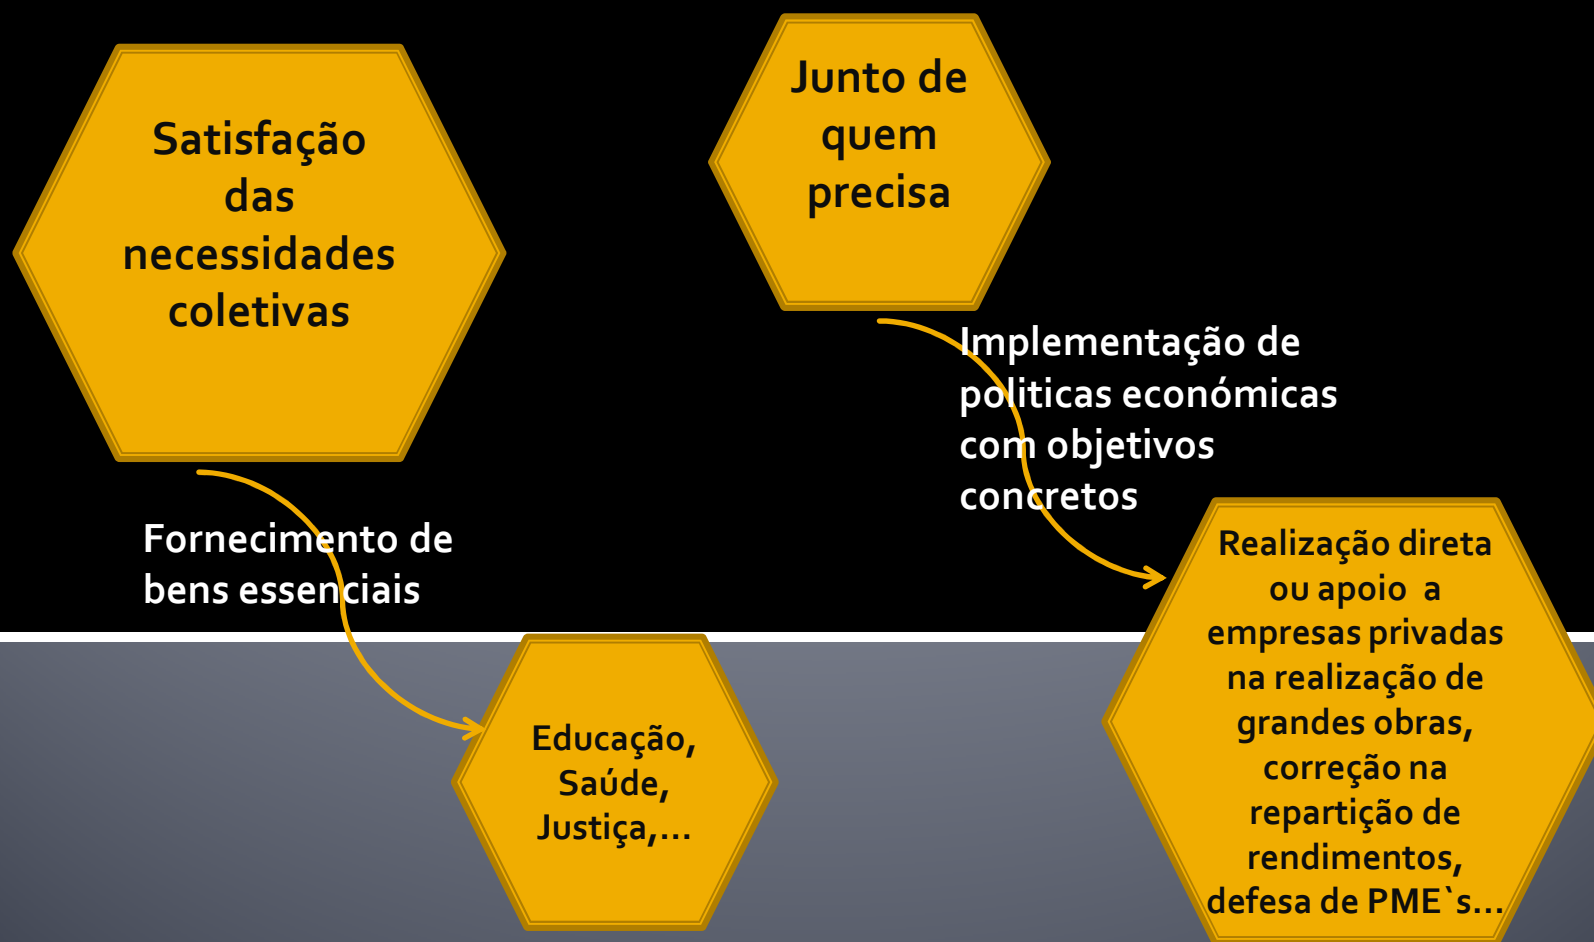 Satisfação
das
necessidades
coletivas
Fornecimento de
bens essenciais
Educação,
Saúde,
Justiça,...
Junto de
quem
precisa
Implementação de
politicas económicas
com objetivos
concretos
Realização direta
ou apoio a
empresas privadas
na realização de
grandes obras,
correção na
repartição de
rendimentos,
defesa de PME`s...